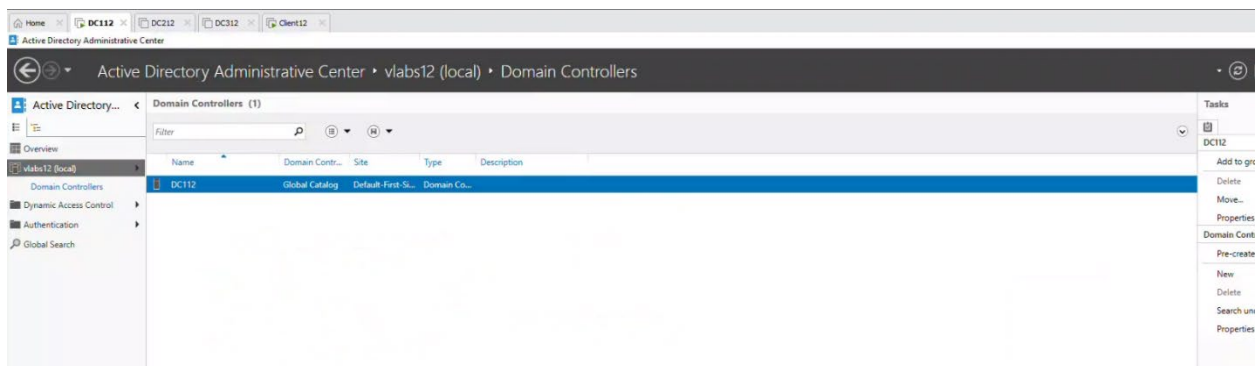 Home DC112 DC212 DC312 Client12
Active Directory Administrative Center
Active Directory Administrative Center • vlabs12 (local) • Domain Controllers
Active Directory...
Overview
vlabs12 (local)
Domain Controllers
Dynamic Access Control
Authentication
Global Search
Domain Controllers (1)
Filter
Name Domain Contr... Site Type Description
DC112 Global Catalog Default-First-Si... Domain Co...
Tasks
DC112
Add to gro
Delete
Move...
Properties
Domain Cont
Pre-create
New
Delete
Search und
Properties